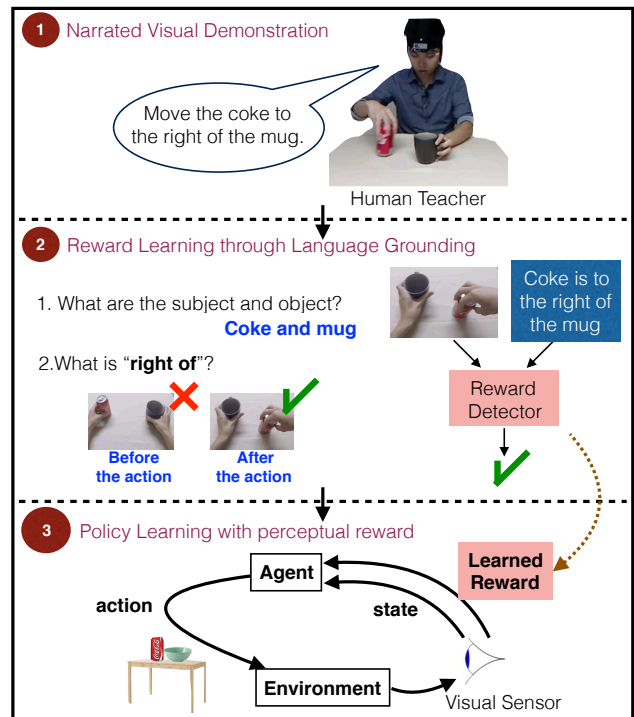 1 Narrated Visual Demonstration
Move the coke to
the right of the mug.
Human Teacher
2 Reward Learning through Language Grounding
1. What are the subject and object?
Coke and mug
2.What is “right of”?
Before
the action
After
the action
Coke is to
the right of
the mug
Reward
Detector
3 Policy Learning with perceptual reward
Agent
Learned
Reward
action
state
Environment
Visual Sensor